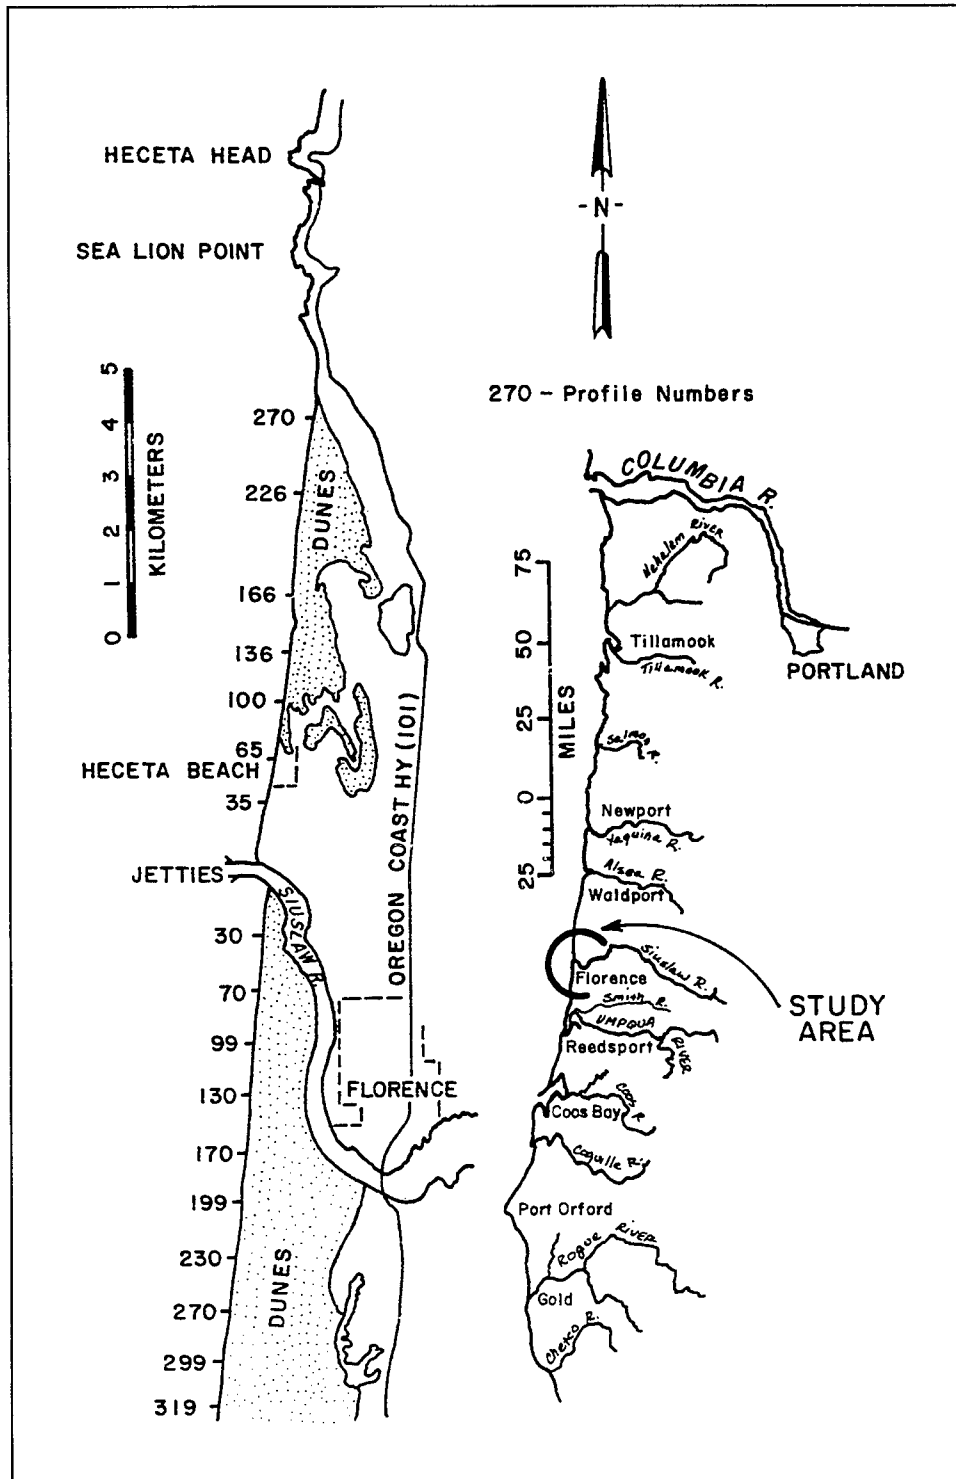 HECETA HEAD
SEA LION POINT
-N-
270 - Profile Numbers
5
4
3
2
1
0
KILOMETERS
270
226
166
136
100
65
HECETA BEACH
35
JETTIES
30
70
99
130
170
199
230
270
299
319
DUNES
SIUSLAW R.
OREGON COAST HY (101)
FLORENCE
DUNES
COLUMBIA R.
Nehalem RIVER
75
50
25
0
25
MILES
Tillamook
Tillamook R.
PORTLAND
Salmon R.
Newport
Yaquina R.
Alsea R.
Waldport
Siuslaw R.
Florence
STUDY
AREA
Smith R.
UMPQUA RIVER
Reedsport
Coos R.
Coos Bay
Coquille R.
Port Orford
Rogue RIVER
Gold
Chetco R.